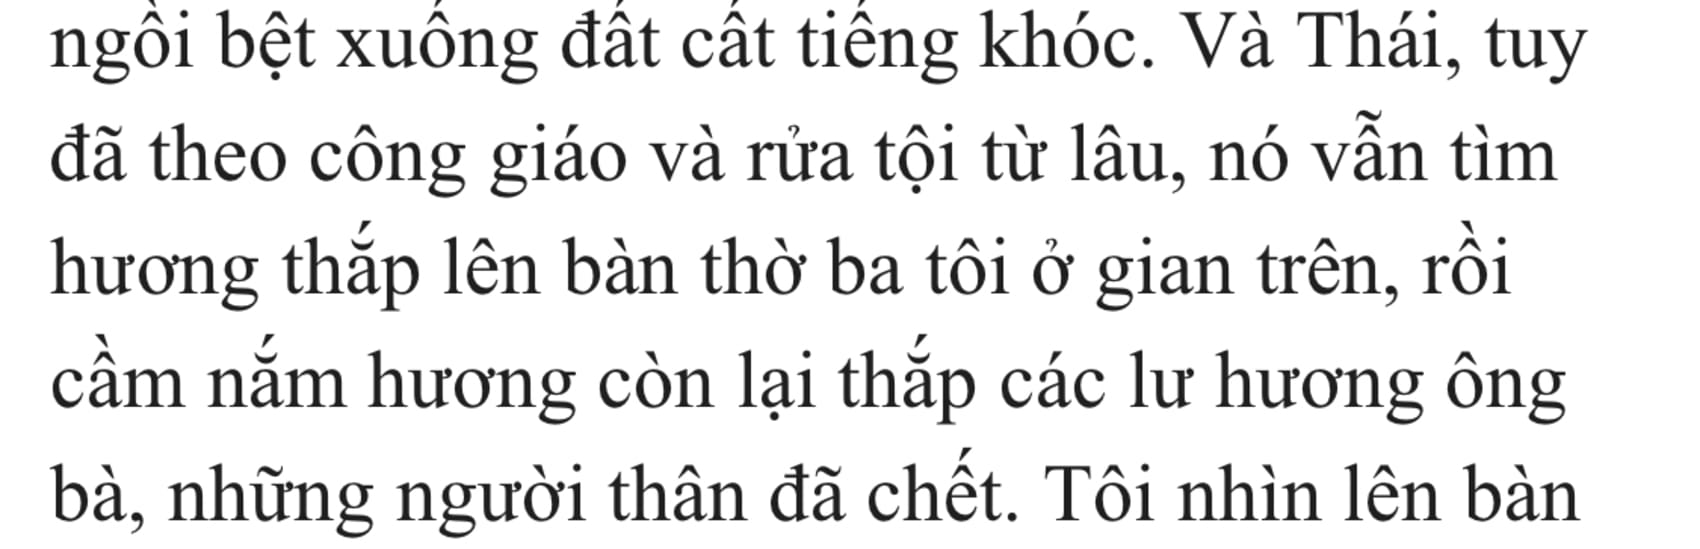 ngồi bệt xuống đất cất tiếng khóc. Và Thái, tuy
đã theo công giáo và rửa tội từ lâu, nó vẫn tìm
hương thắp lên bàn thờ ba tôi ở gian trên, rồi
cầm nắm hương còn lại thắp các lư hương ông
bà, những người thân đã chết. Tôi nhìn lên bàn